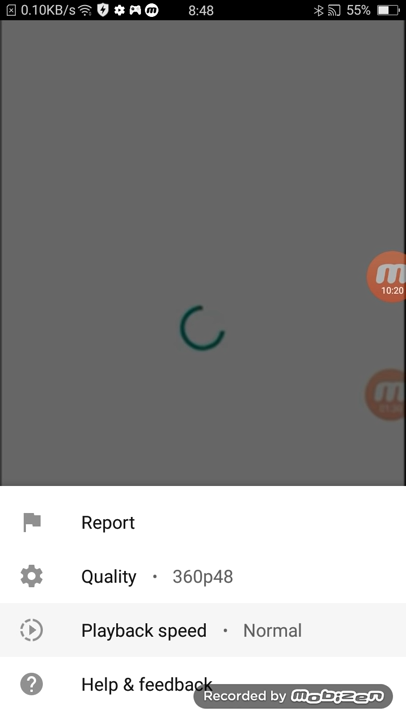 0.10KB/s 8:48 55%
10:20
Report
Quality • 360p48
Playback speed • Normal
Help & feedback
Recorded by mobizen